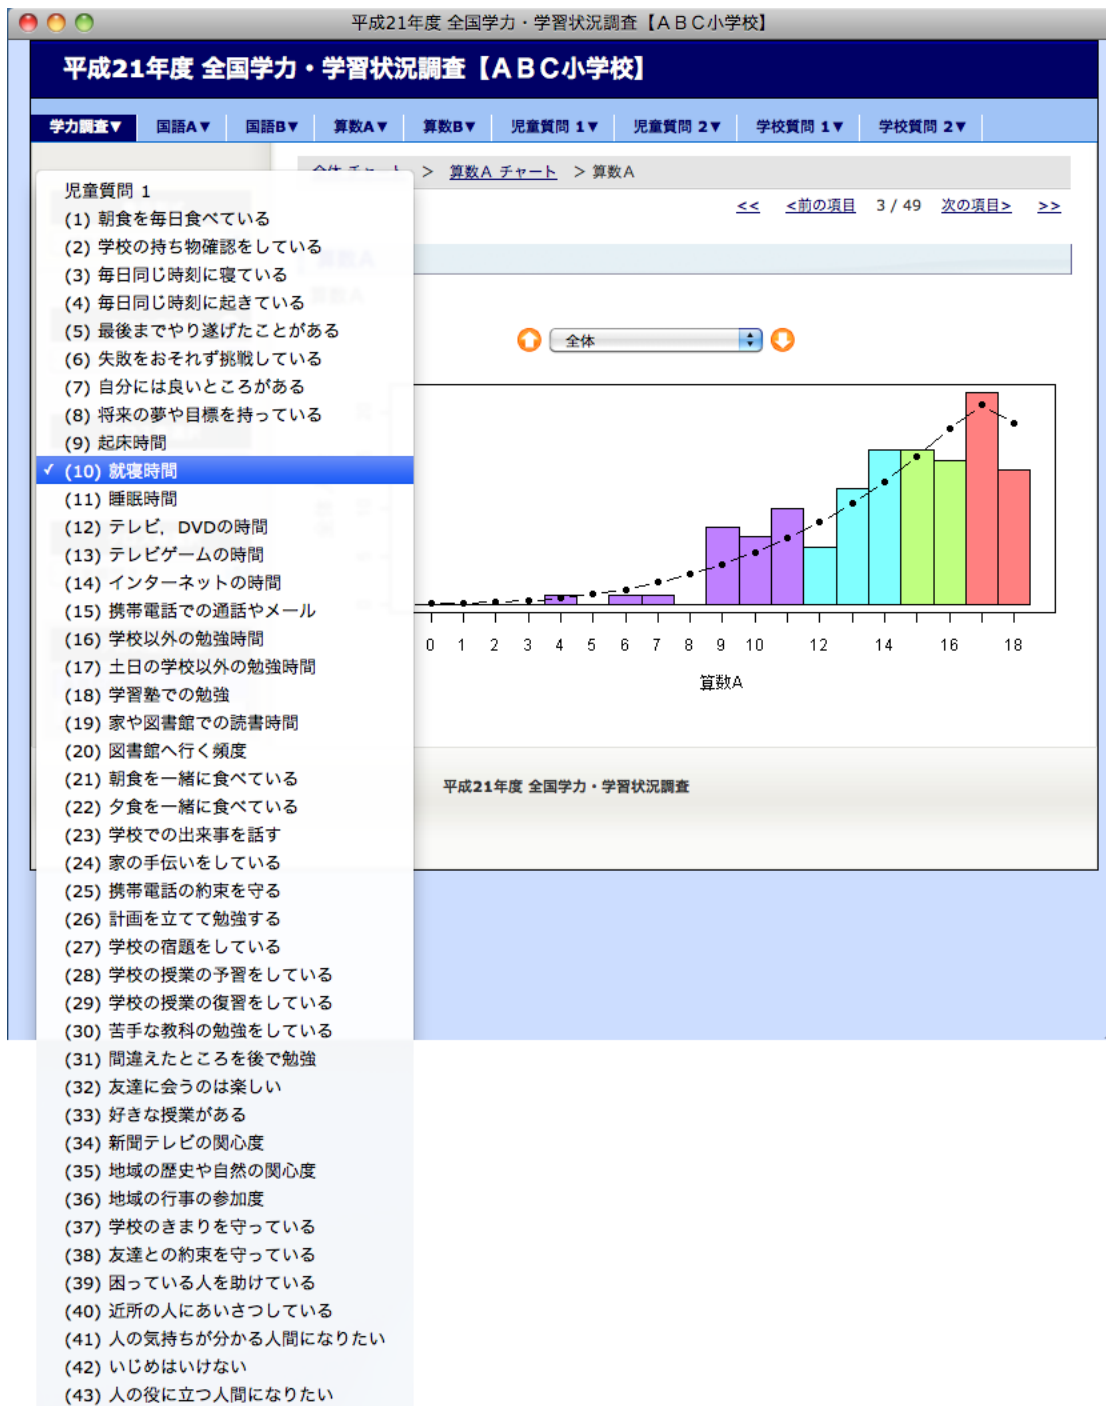 平成21年度 全国学力・学習状況調査【ＡＢＣ小学校】
平成21年度 全国学力・学習状況調査【ＡＢＣ小学校】
学力調査▼ 国語A▼ 国語B▼ 算数A▼ 算数B▼ 児童質問 1▼ 児童質問 2▼ 学校質問 1▼ 学校質問 2▼
全体 チャート > 算数A チャート > 算数A
<< <前の項目 3 / 49 次の項目> >>
算数A
算数A
全体
0 1 2 3 4 5 6 7 8 9 10 12 14 16 18
算数A
平成21年度 全国学力・学習状況調査
児童質問 1
(1) 朝食を毎日食べている
(2) 学校の持ち物確認をしている
(3) 毎日同じ時刻に寝ている
(4) 毎日同じ時刻に起きている
(5) 最後までやり遂げたことがある
(6) 失敗をおそれず挑戦している
(7) 自分には良いところがある
(8) 将来の夢や目標を持っている
(9) 起床時間
✓ (10) 就寝時間
(11) 睡眠時間
(12) テレビ，DVDの時間
(13) テレビゲームの時間
(14) インターネットの時間
(15) 携帯電話での通話やメール
(16) 学校以外の勉強時間
(17) 土日の学校以外の勉強時間
(18) 学習塾での勉強
(19) 家や図書館での読書時間
(20) 図書館へ行く頻度
(21) 朝食を一緒に食べている
(22) 夕食を一緒に食べている
(23) 学校での出来事を話す
(24) 家の手伝いをしている
(25) 携帯電話の約束を守る
(26) 計画を立てて勉強する
(27) 学校の宿題をしている
(28) 学校の授業の予習をしている
(29) 学校の授業の復習をしている
(30) 苦手な教科の勉強をしている
(31) 間違えたところを後で勉強
(32) 友達に会うのは楽しい
(33) 好きな授業がある
(34) 新聞テレビの関心度
(35) 地域の歴史や自然の関心度
(36) 地域の行事の参加度
(37) 学校のきまりを守っている
(38) 友達との約束を守っている
(39) 困っている人を助けている
(40) 近所の人にあいさつしている
(41) 人の気持ちが分かる人間になりたい
(42) いじめはいけない
(43) 人の役に立つ人間になりたい